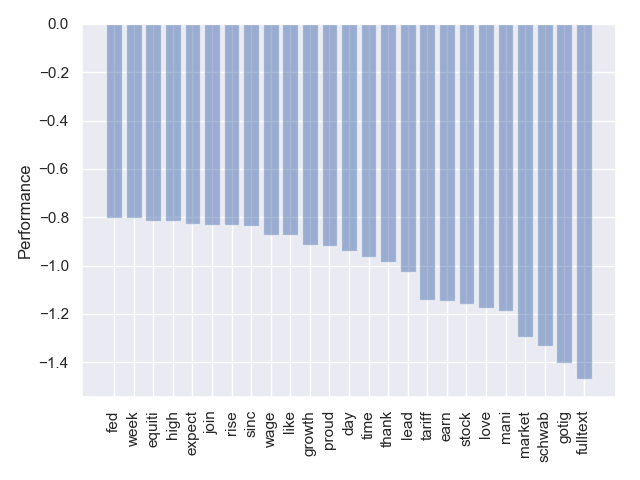 0.0
−0.2
−0.4
−0.6
−0.8
−1.0
−1.2
−1.4
Performance
fed
week
equiti
high
expect
join
rise
sinc
wage
like
growth
proud
day
time
thank
lead
tariff
earn
stock
love
mani
market
schwab
gotig
fulltext